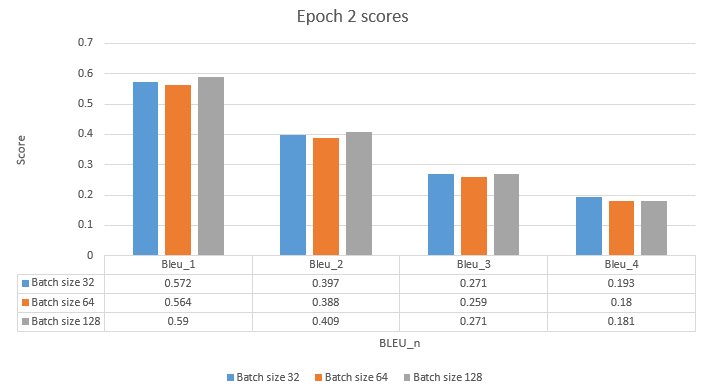 Epoch 2 scores
0.7
0.6
0.5
0.4
0.3
0.2
0.1
0
Score
Bleu_1 Bleu_2 Bleu_3 Bleu_4
Batch size 32 0.572 0.397 0.271 0.193
Batch size 64 0.564 0.388 0.259 0.18
Batch size 128 0.59 0.409 0.271 0.181
BLEU_n
Batch size 32 Batch size 64 Batch size 128